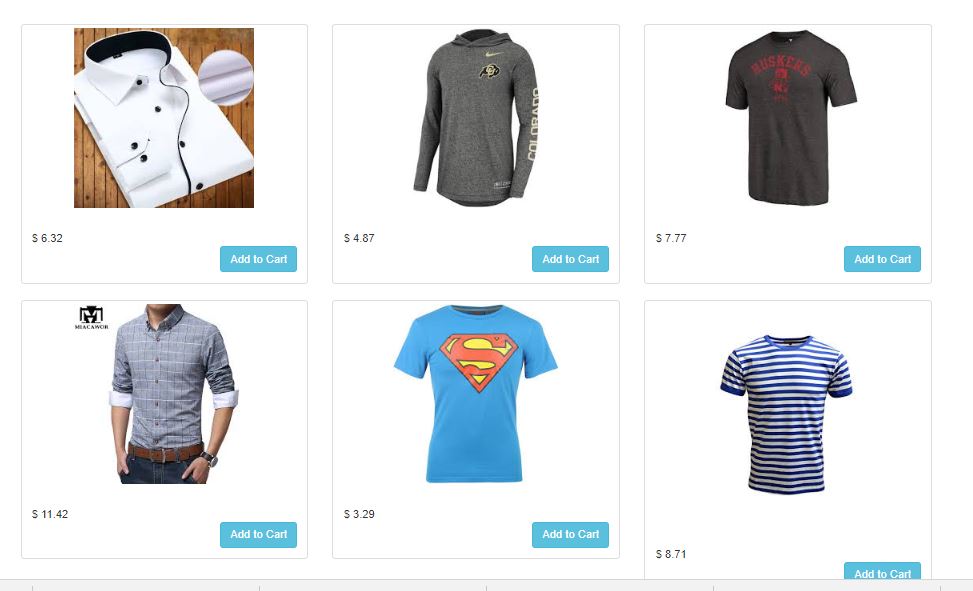 COLORADO
HUSKERS
$ 6.32
Add to Cart
$ 4.87
Add to Cart
$ 7.77
Add to Cart
MIACAWOR
$ 11.42
Add to Cart
$ 3.29
Add to Cart
$ 8.71
Add to Cart